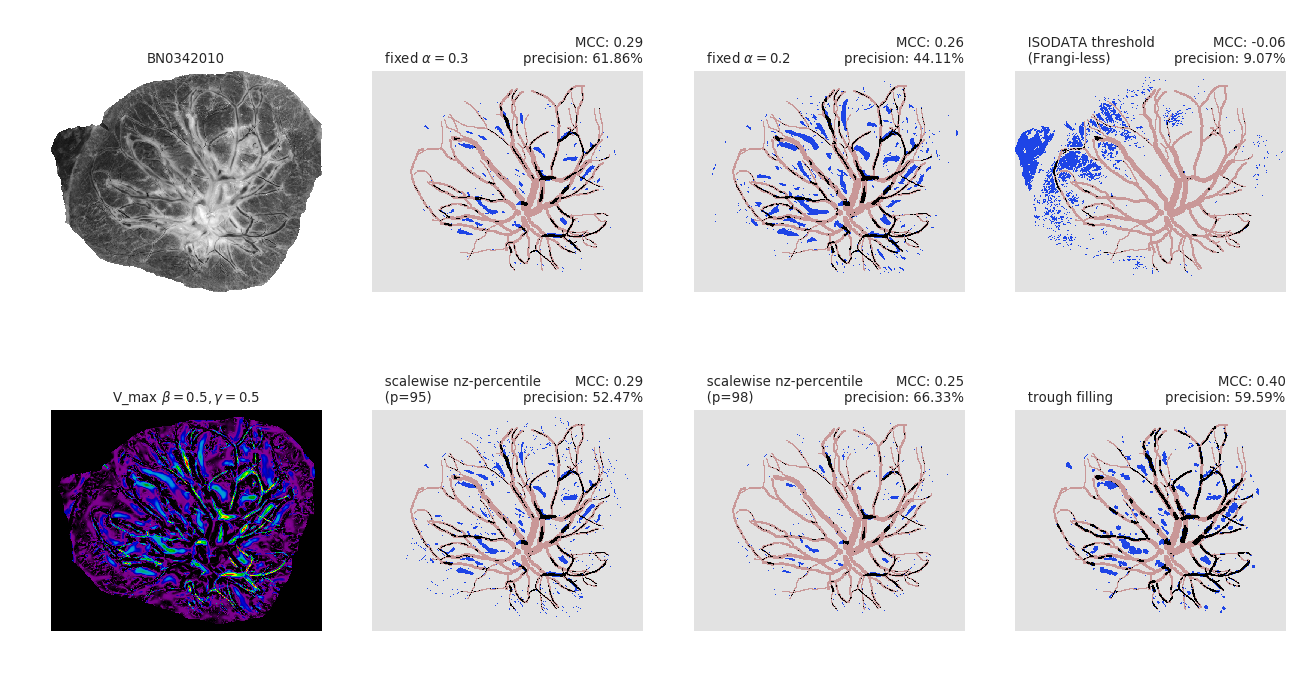 BN0342010
MCC: 0.29
fixed α = 0.3 precision: 61.86%
MCC: 0.26
fixed α = 0.2 precision: 44.11%
ISODATA threshold MCC: -0.06
(Frangi-less) precision: 9.07%
V_max β = 0.5, γ = 0.5
scalewise nz-percentile MCC: 0.29
(p=95) precision: 52.47%
scalewise nz-percentile MCC: 0.25
(p=98) precision: 66.33%
MCC: 0.40
trough filling precision: 59.59%